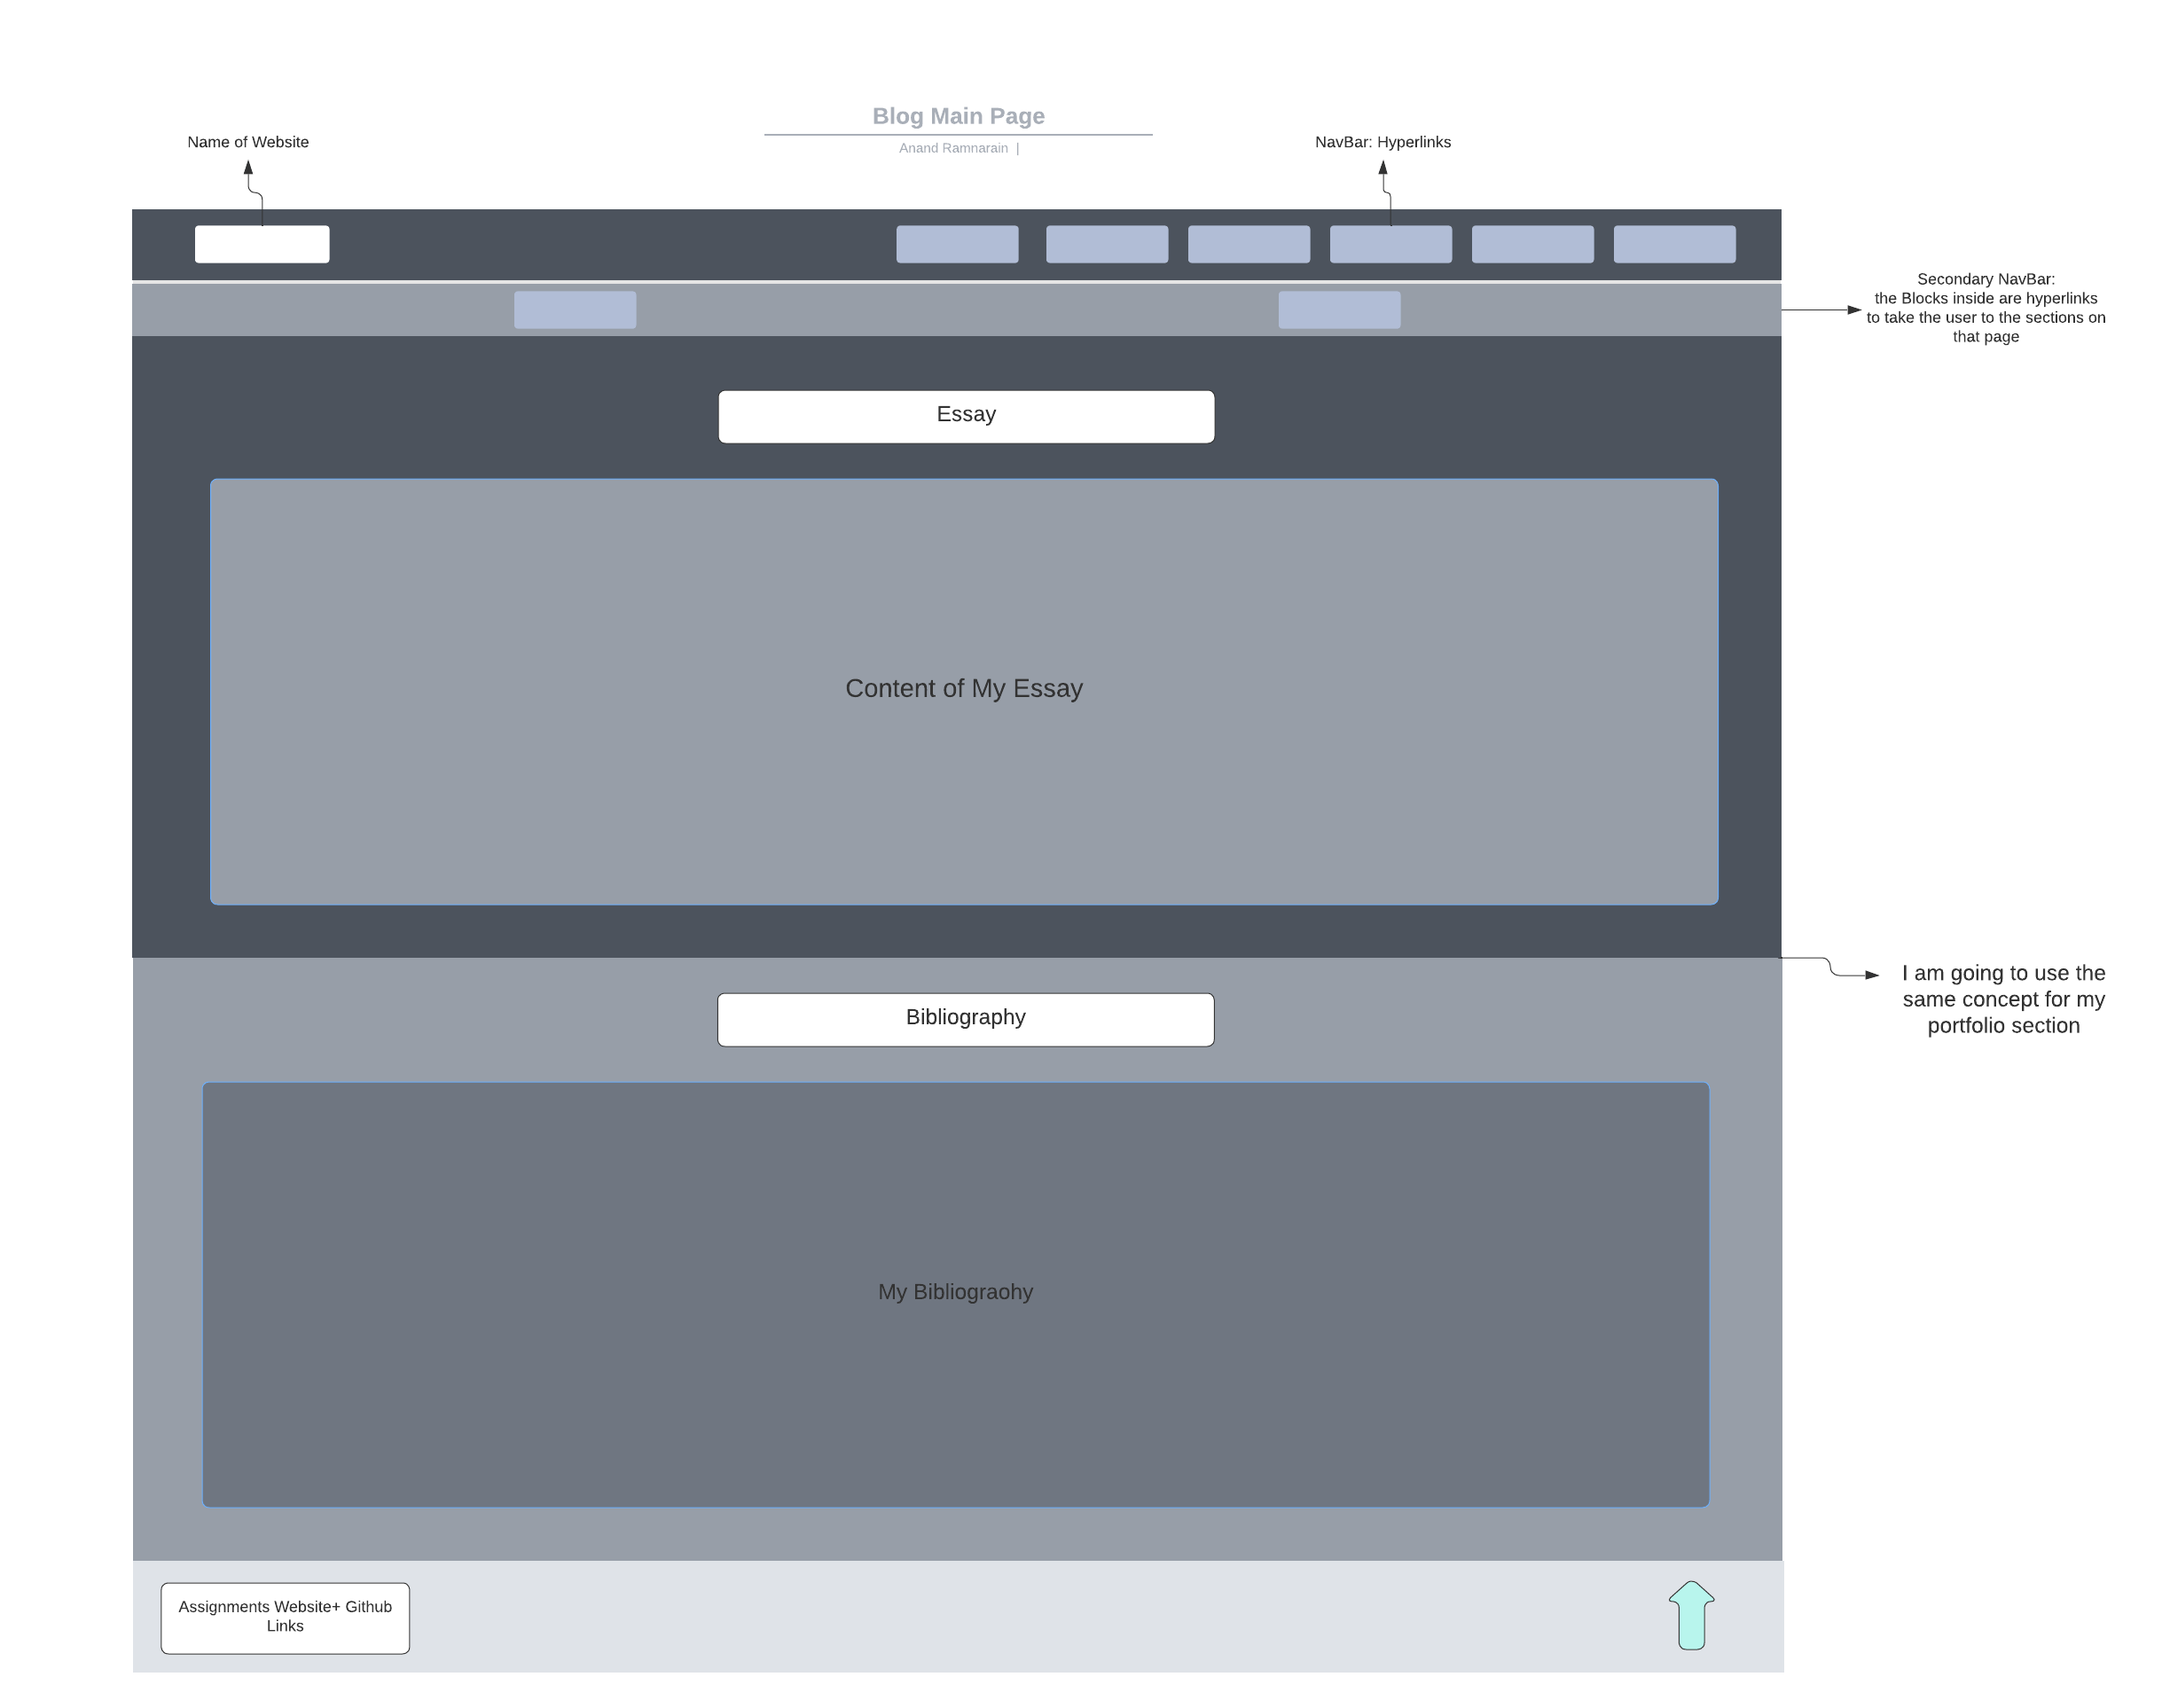 Blog Main Page
Anand Ramnarain |
Name of Website
NavBar: Hyperlinks
Secondary NavBar:
the Blocks inside are hyperlinks
to take the user to the sections on
that page
Essay
Content of My Essay
I am going to use the
same concept for my
portfolio section
Bibliography
My Bibliograohy
Assignments Website+ Github
Links